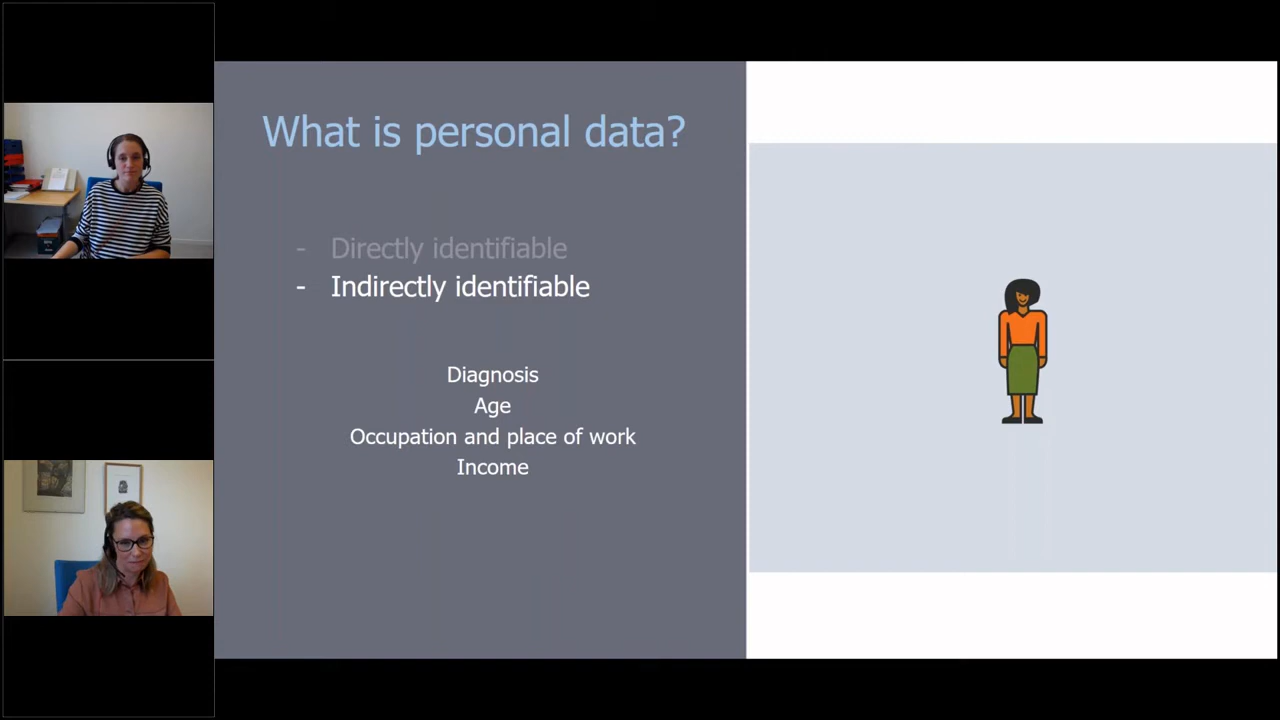 What is personal data?
- Directly identifiable
- Indirectly identifiable
Diagnosis
Age
Occupation and place of work
Income